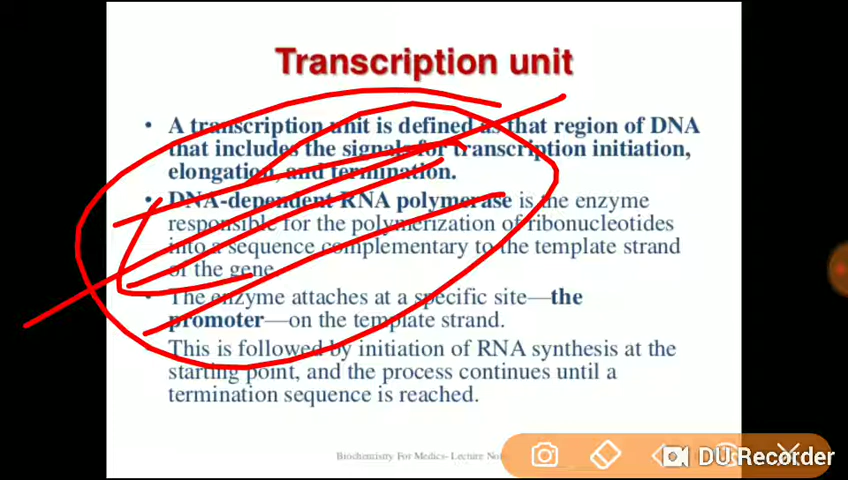 Transcription unit
• A transcription unit is defined as that region of DNA
that includes the signals for transcription initiation,
elongation, and termination.
• DNA-dependent RNA polymerase is the enzyme
responsible for the polymerization of ribonucleotides
into a sequence complementary to the template strand
of the gene.
• The enzyme attaches at a specific site—the
promoter—on the template strand.
This is followed by initiation of RNA synthesis at the
starting point, and the process continues until a
termination sequence is reached.
Biochemistry For Medics- Lecture
DU Recorder